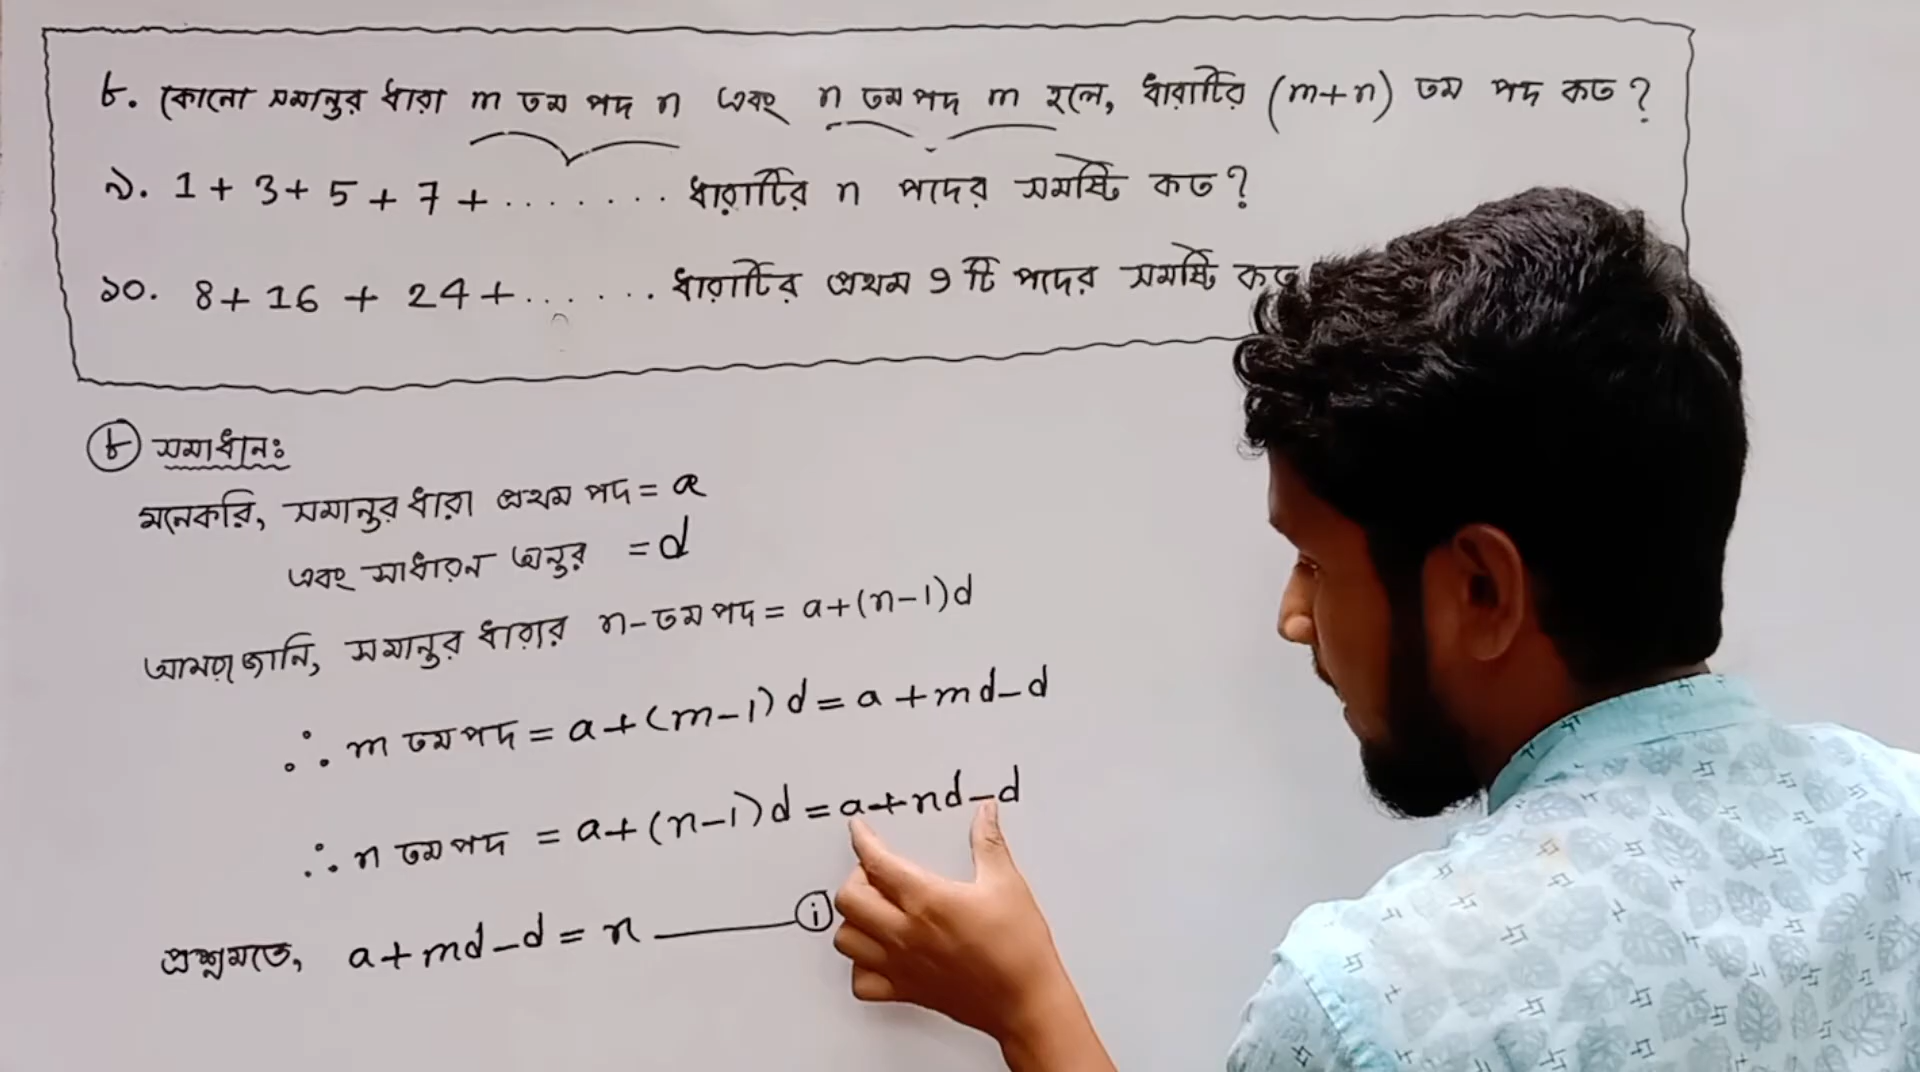 ৮. কোনো সমান্তর ধারা m তম পদ n এবং n তম পদ m হলে, ধারাটির (m+n) তম পদ কত?
৯. 1 + 3 + 5 + 7 + ........ ধারাটির n পদের সমষ্টি কত?
১০. 8 + 16 + 24 + ...... ধারাটির প্রথম 9 টি পদের সমষ্টি কত
৮ সমাধানঃ
মনেকরি, সমান্তর ধারা প্রথম পদ = a
এবং সাধারন অন্তর = d
আমরা জানি, সমান্তর ধারার n-তম পদ = a+(n-1)d
∴ m তম পদ = a+(m-1)d = a+md-d
∴ n তম পদ = a+(n-1)d = a+nd-d
প্রশ্নমতে, a+md-d = n —— i